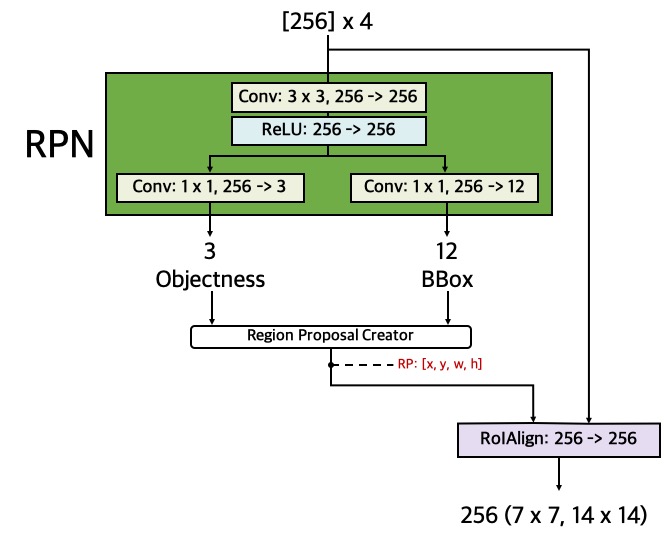 [256] x 4
Conv: 3 x 3, 256 -> 256
RPN
ReLU: 256 -> 256
Conv: 1 x 1, 256 -> 3
Conv: 1 x 1, 256 -> 12
3
12
Objectness
BBox
Region Proposal Creator
RP: [x, y, w, h]
RoIAlign: 256 -> 256
256 (7 x 7, 14 x 14)